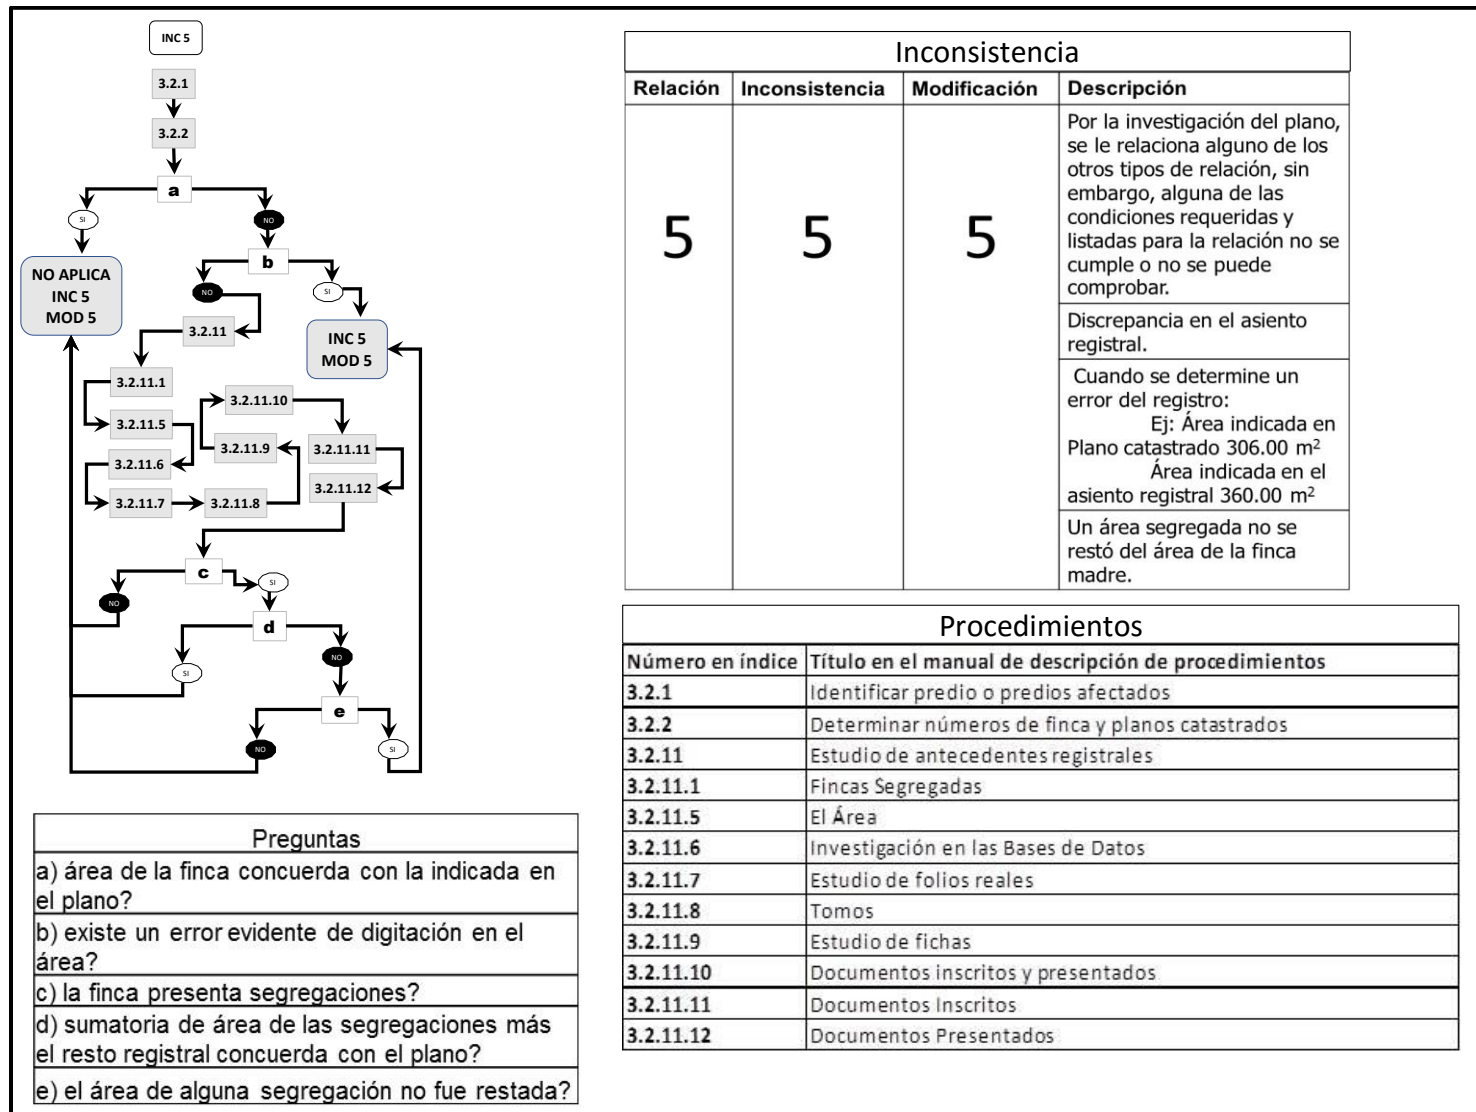 INC 5
3.2.1
3.2.2
a
SI
NO
b
NO APLICA
INC 5
MOD 5
NO
SI
3.2.11
INC 5
MOD 5
3.2.11.1
3.2.11.10
3.2.11.5
3.2.11.9
3.2.11.11
3.2.11.6
3.2.11.12
3.2.11.7
3.2.11.8
c
SI
NO
d
NO
SI
e
NO
SI
Preguntas
a) área de la finca concuerda con la indicada en
el plano?
b) existe un error evidente de digitación en el
área?
c) la finca presenta segregaciones?
d) sumatoria de área de las segregaciones más
el resto registral concuerda con el plano?
e) el área de alguna segregación no fue restada?
Inconsistencia
Relación Inconsistencia Modificación Descripción
5 5 5
Por la investigación del plano,
se le relaciona alguno de los
otros tipos de relación, sin
embargo, alguna de las
condiciones requeridas y
listadas para la relación no se
cumple o no se puede
comprobar.
Discrepancia en el asiento
registral.
Cuando se determine un
error del registro:
Ej: Área indicada en
Plano catastrado 306.00 m²
Área indicada en el
asiento registral 360.00 m²
Un área segregada no se
restó del área de la finca
madre.
Procedimientos
Número en índice Título en el manual de descripción de procedimientos
3.2.1 Identificar predio o predios afectados
3.2.2 Determinar números de finca y planos catastrados
3.2.11 Estudio de antecedentes registrales
3.2.11.1 Fincas Segregadas
3.2.11.5 El Área
3.2.11.6 Investigación en las Bases de Datos
3.2.11.7 Estudio de folios reales
3.2.11.8 Tomos
3.2.11.9 Estudio de fichas
3.2.11.10 Documentos inscritos y presentados
3.2.11.11 Documentos Inscritos
3.2.11.12 Documentos Presentados